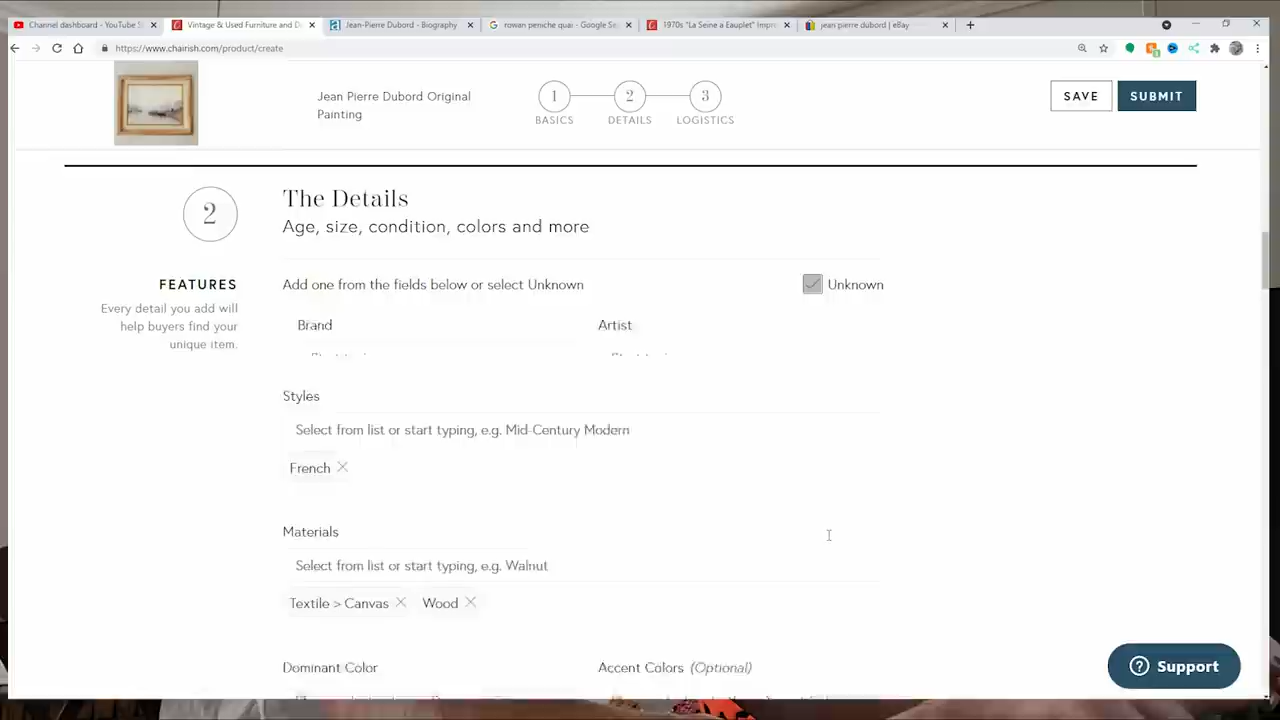 Channel dashboard - YouTube S
Vintage & Used Furniture and D
Jean-Pierre Dubord - Biography
rowan peniche quai - Google Se
1970s "La Seine a Eauplet" Impre
jean pierre dubord | eBay
https://www.chairish.com/product/create
Jean Pierre Dubord Original
Painting
1
2
3
BASICS
DETAILS
LOGISTICS
SAVE
SUBMIT
2
The Details
Age, size, condition, colors and more
FEATURES
Every detail you add will
help buyers find your
unique item.
Add one from the fields below or select Unknown
Unknown
Brand
Artist
Styles
Select from list or start typing, e.g. Mid-Century Modern
French
Materials
Select from list or start typing, e.g. Walnut
Textile > Canvas
Wood
Dominant Color
Accent Colors (Optional)
Support